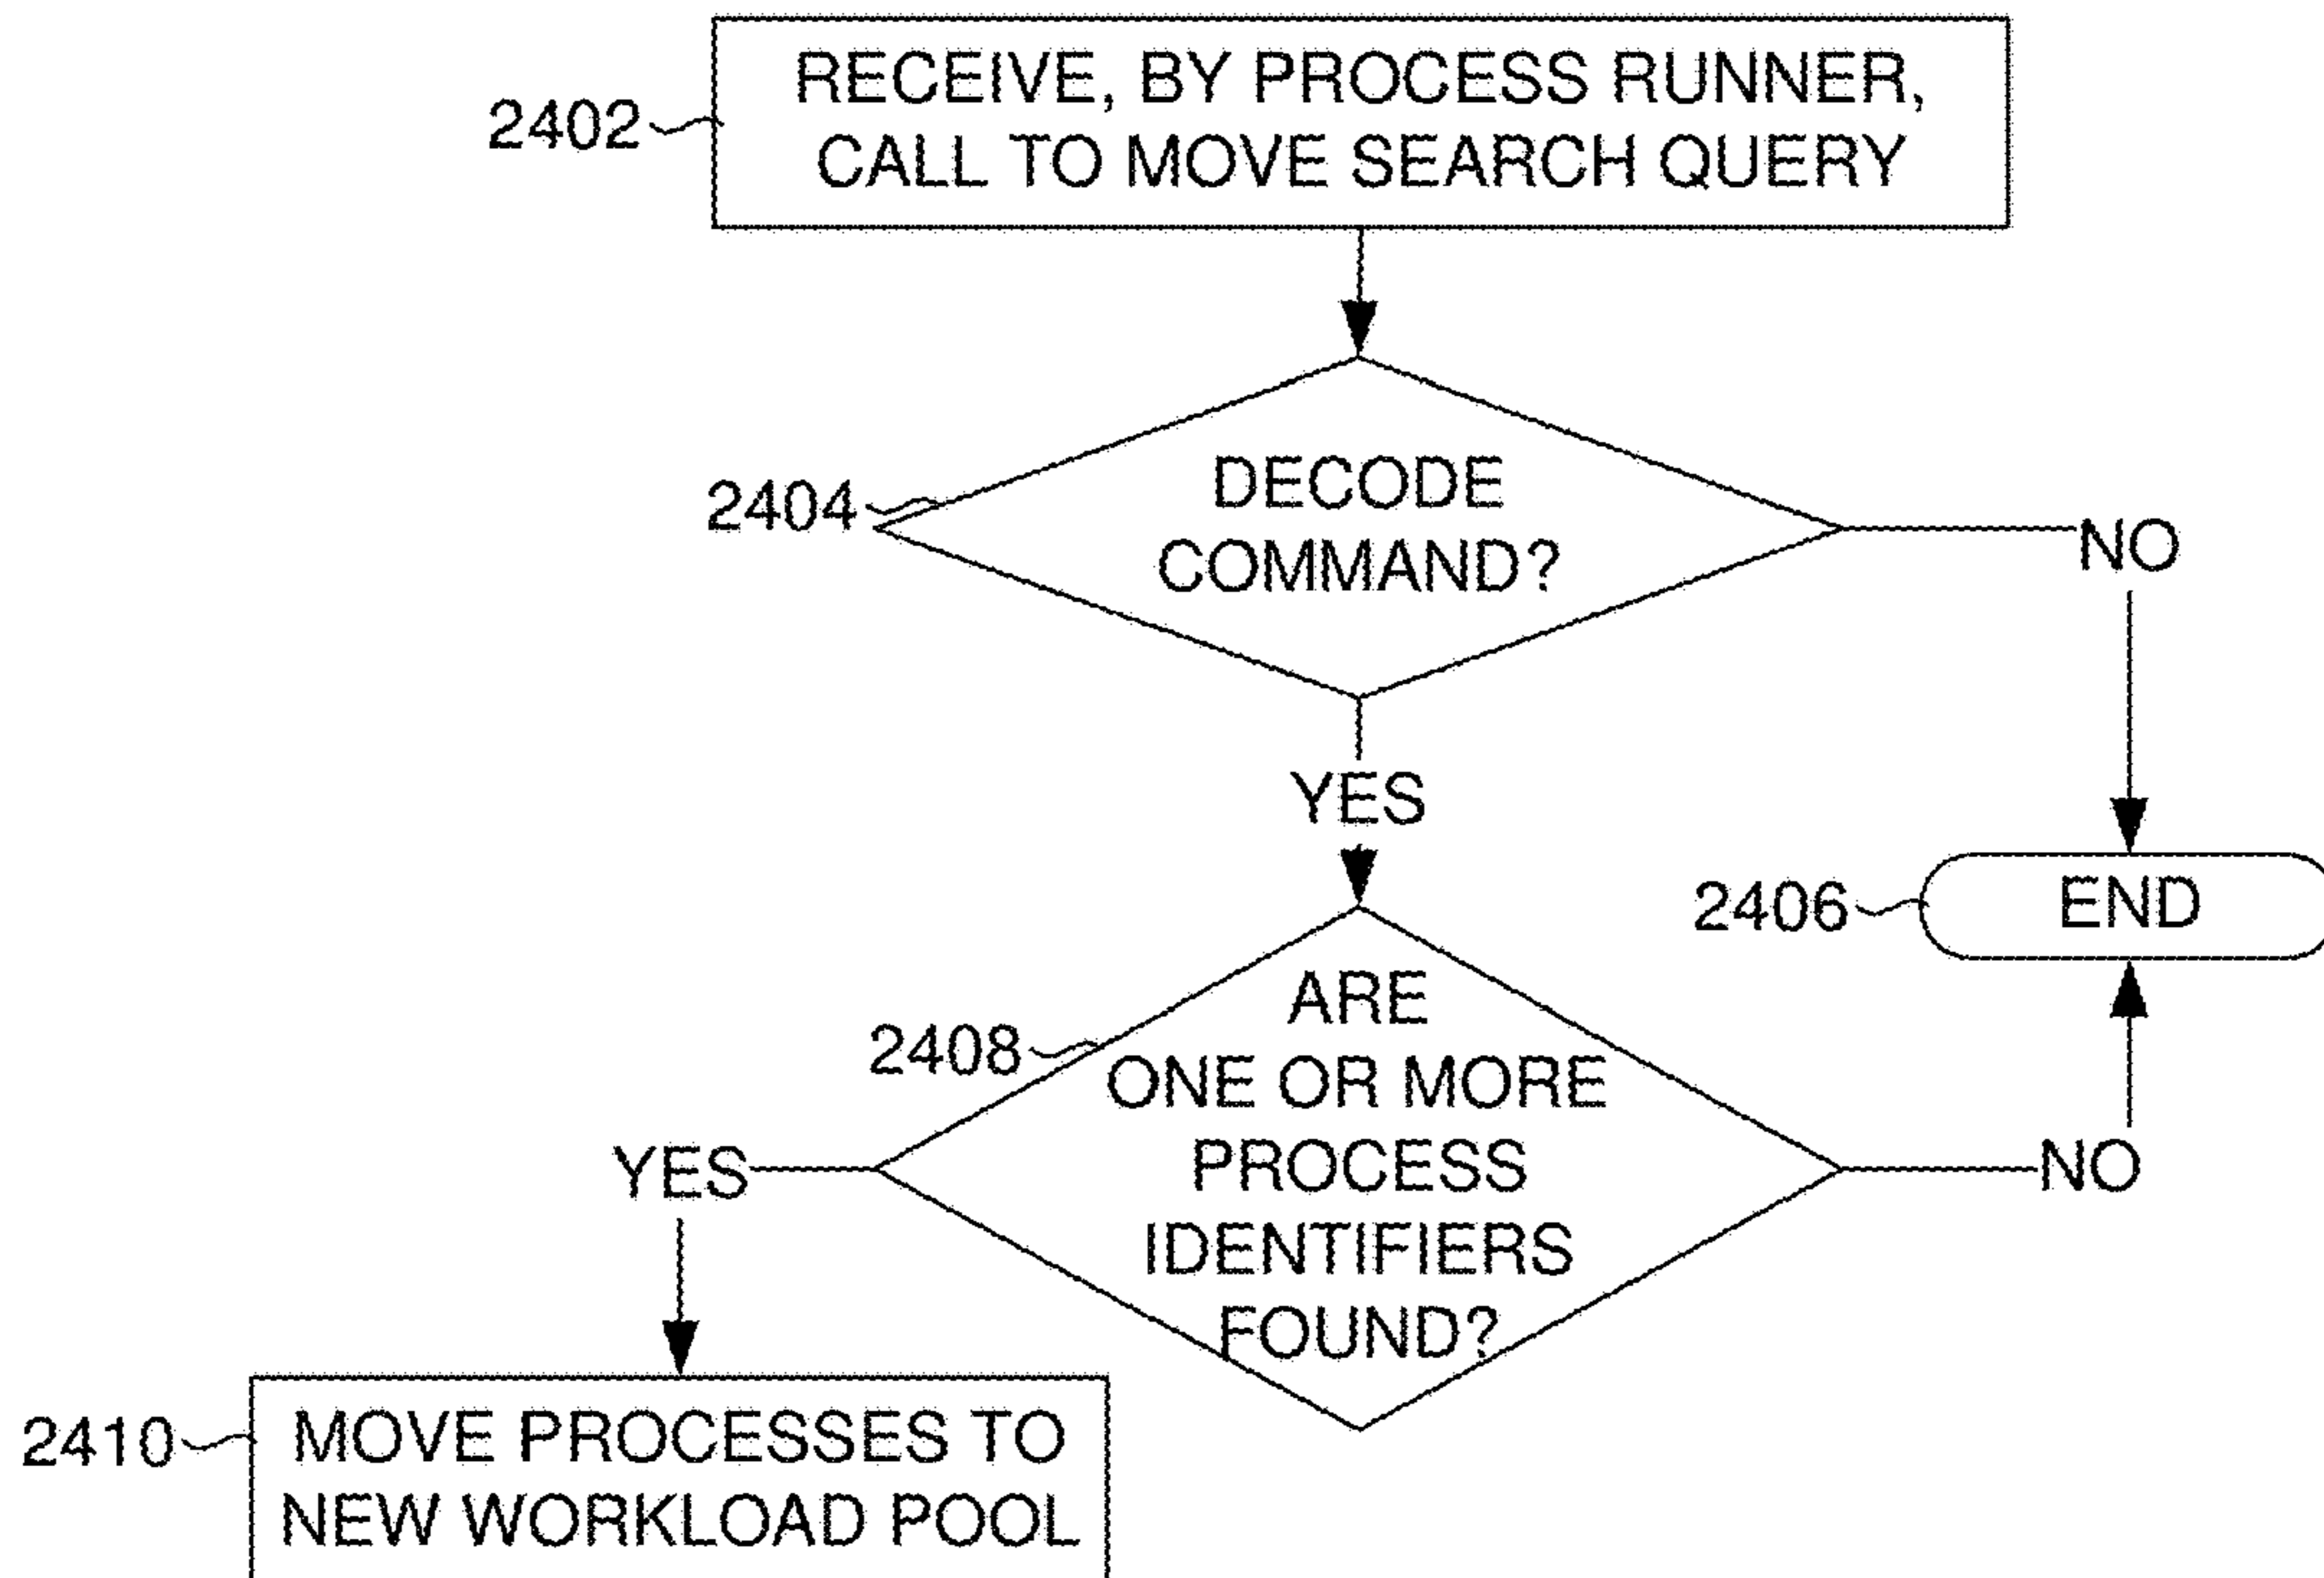 2402
RECEIVE, BY PROCESS RUNNER,
CALL TO MOVE SEARCH QUERY
2404
DECODE
COMMAND?
NO
YES
2406
END
2408
ARE
ONE OR MORE
PROCESS
IDENTIFIERS
FOUND?
YES
NO
2410
MOVE PROCESSES TO
NEW WORKLOAD POOL